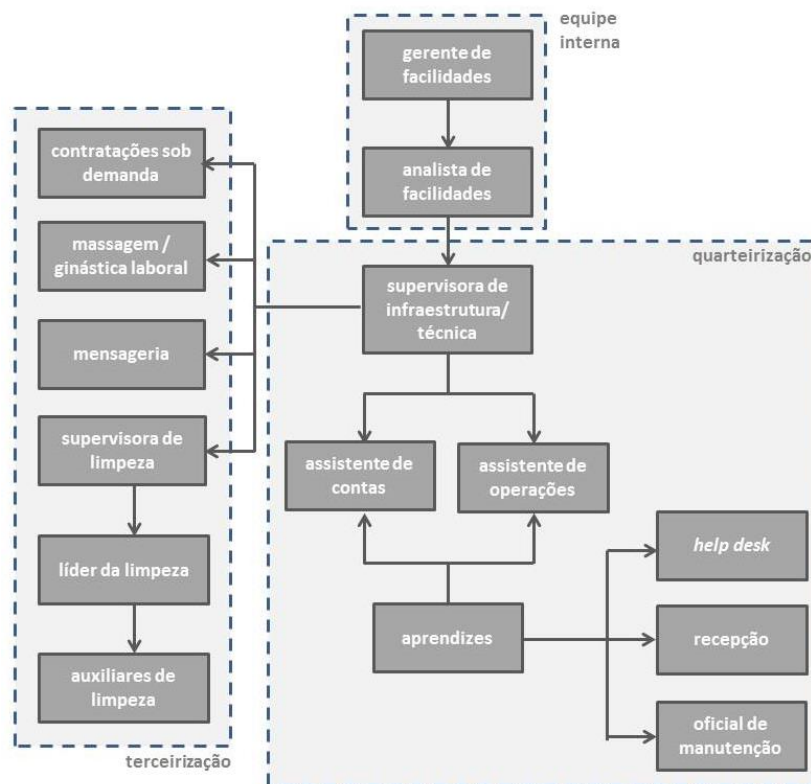 equipe
interna
gerente de
facilidades
analista de
facilidades
contratações sob
demanda
massagem /
ginástica laboral
mensageria
supervisora de
limpeza
líder da limpeza
auxiliares de
limpeza
terceirização
quarteirização
supervisora de
infraestrutura/
técnica
assistente de
contas
assistente de
operações
aprendizes
help desk
recepção
oficial de
manutenção